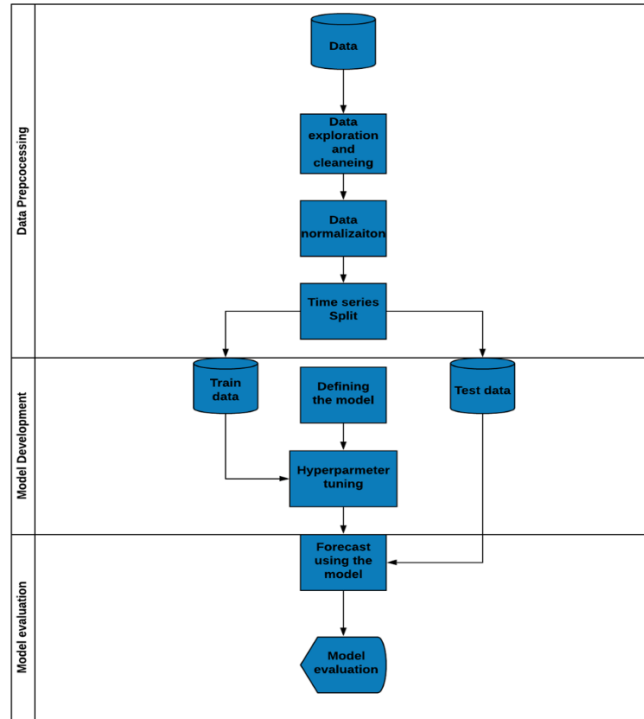 Data Prepcocessing
Data
Data
exploration
and
cleaneing
Data
normalizaiton
Time series
Split
Model Development
Train
data
Defining
the model
Test data
Hyperparmeter
tuning
Model evaluation
Forecast
using the
model
Model
evaluation